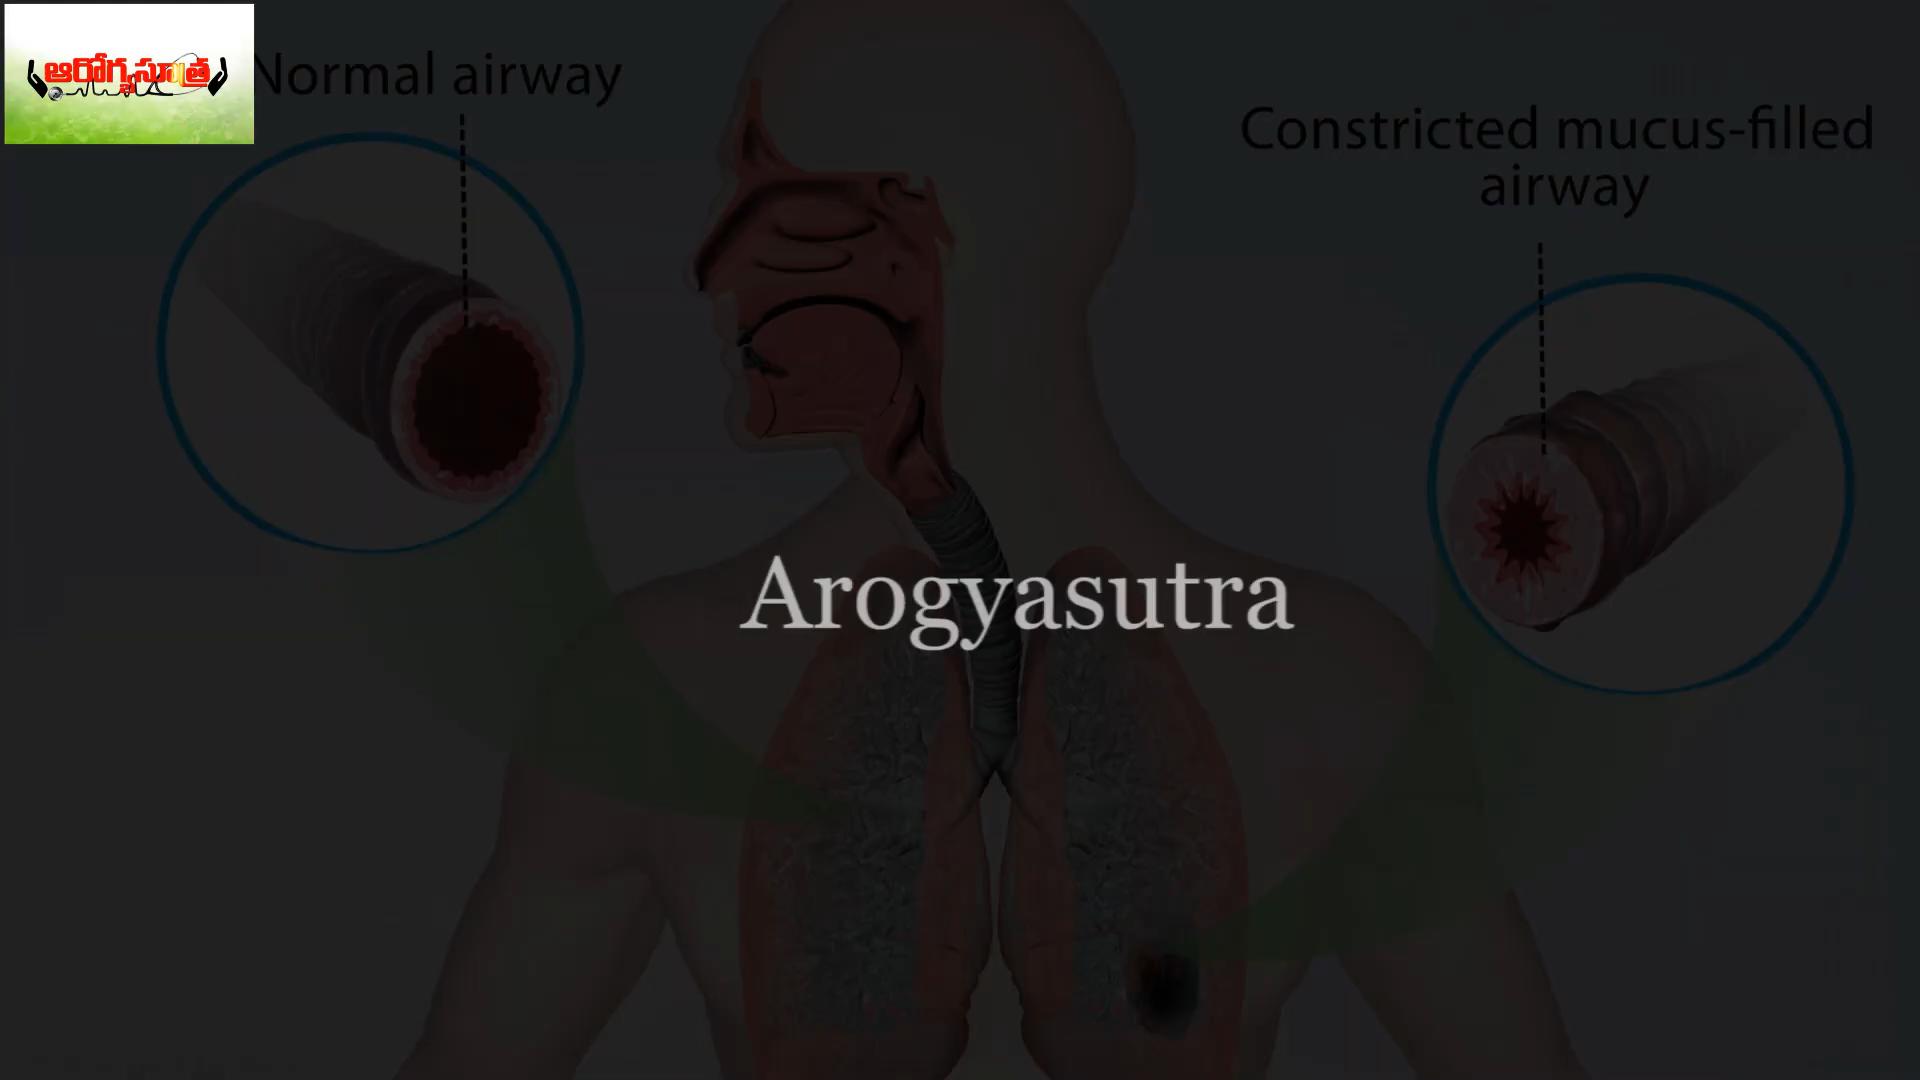 ఆరోగ్యసూత్ర
Normal airway
Constricted mucus-filled
airway
Arogyasutra